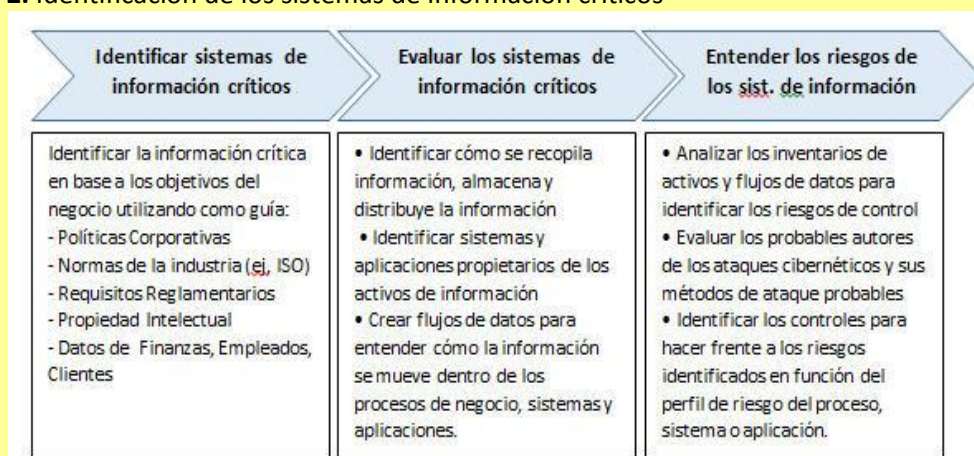 2. Identificación de los sistemas de información críticos
Identificar sistemas de
información críticos
Evaluar los sistemas de
información críticos
Entender los riesgos de
los sist. de información
Identificar la información crítica
en base a los objetivos del
negocio utilizando como guía:
- Políticas Corporativas
- Normas de la industria (ej, ISO)
- Requisitos Reglamentarios
- Propiedad Intelectual
- Datos de Finanzas, Empleados,
Clientes
• Identificar cómo se recopila
información, almacena y
distribuye la información
• Identificar sistemas y
aplicaciones propietarios de los
activos de información
• Crear flujos de datos para
entender cómo la información
se mueve dentro de los
procesos de negocio, sistemas y
aplicaciones.
• Analizar los inventarios de
activos y flujos de datos para
identificar los riesgos de control
• Evaluar los probables autores
de los ataques cibernéticos y sus
métodos de ataque probables
• Identificar los controles para
hacer frente a los riesgos
identificados en función del
perfil de riesgo del proceso,
sistema o aplicación.